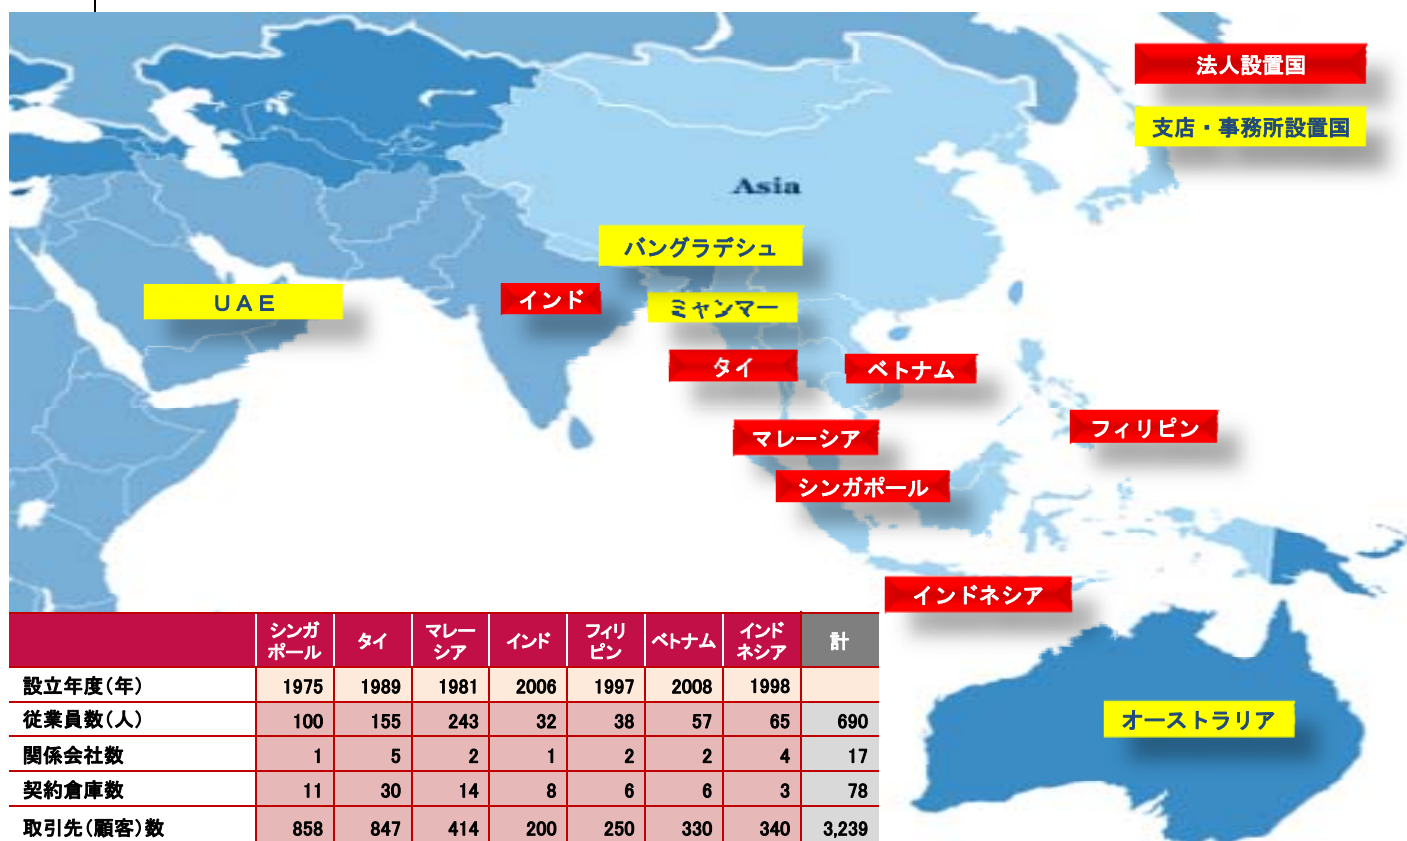 法人設置国
支店・事務所設置国
Asia
バングラデシュ
UAE
インド
ミャンマー
タイ
ベトナム
フィリピン
マレーシア
シンガポール
インドネシア
オーストラリア
シンガポール タイ マレーシア インド フィリピン ベトナム インドネシア 計
設立年度(年) 1975 1989 1981 2006 1997 2008 1998
従業員数(人) 100 155 243 32 38 57 65 690
関係会社数 1 5 2 1 2 2 4 17
契約倉庫数 11 30 14 8 6 6 3 78
取引先(顧客)数 858 847 414 200 250 330 340 3,239